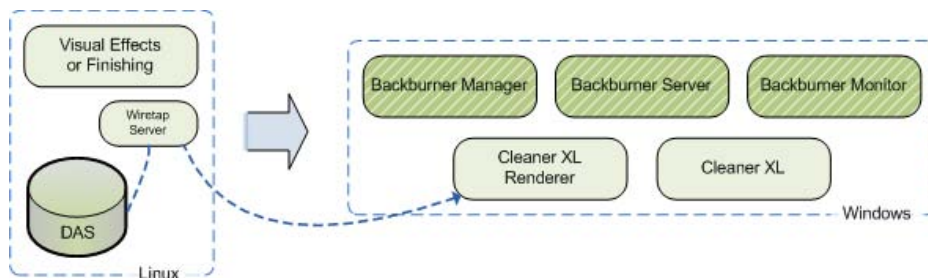 Visual Effects
or Finishing
Wiretap
Server
DAS
Linux
Backburner Manager
Backburner Server
Backburner Monitor
Cleaner XL
Renderer
Cleaner XL
Windows